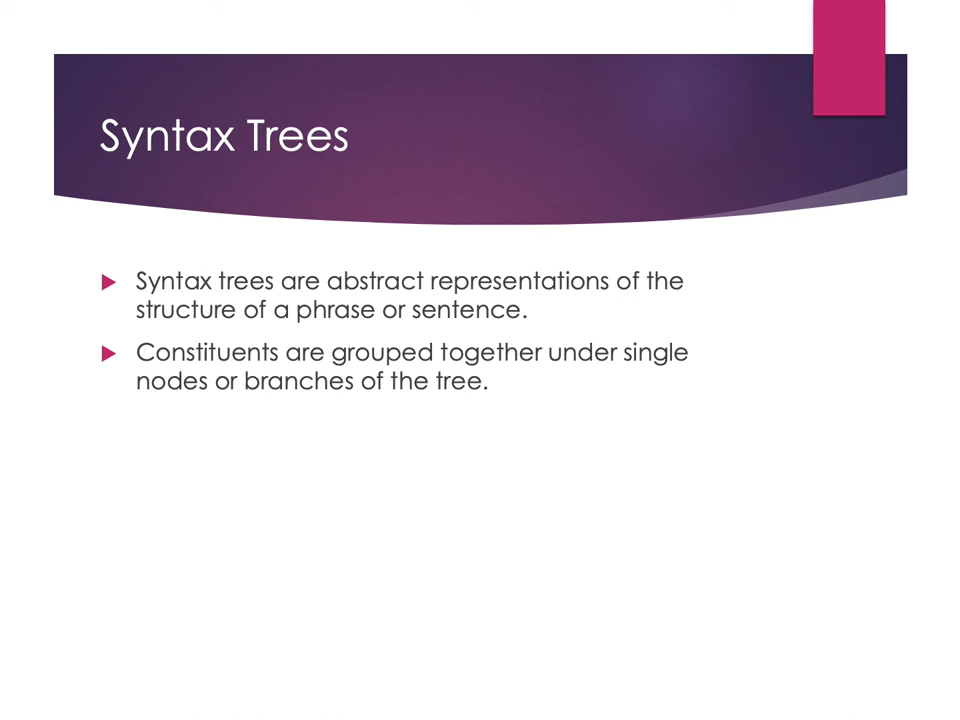 Syntax Trees
Syntax trees are abstract representations of the
structure of a phrase or sentence.
Constituents are grouped together under single
nodes or branches of the tree.